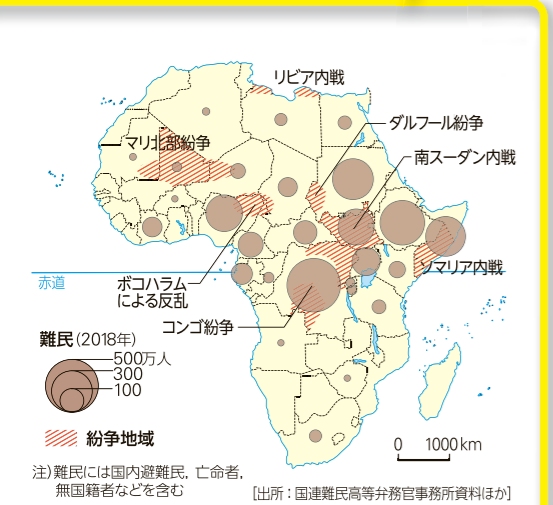 リビア内戦
ダルフール紛争
マリ北部紛争
南スーダン内戦
ソマリア内戦
赤道
ボコハラム
による反乱
コンゴ紛争
難民(2018年)
500万人
300
100
紛争地域
0 1000km
注)難民には国内避難民,亡命者,
無国籍者などを含む
[出所:国連難民高等弁務官事務所資料ほか]